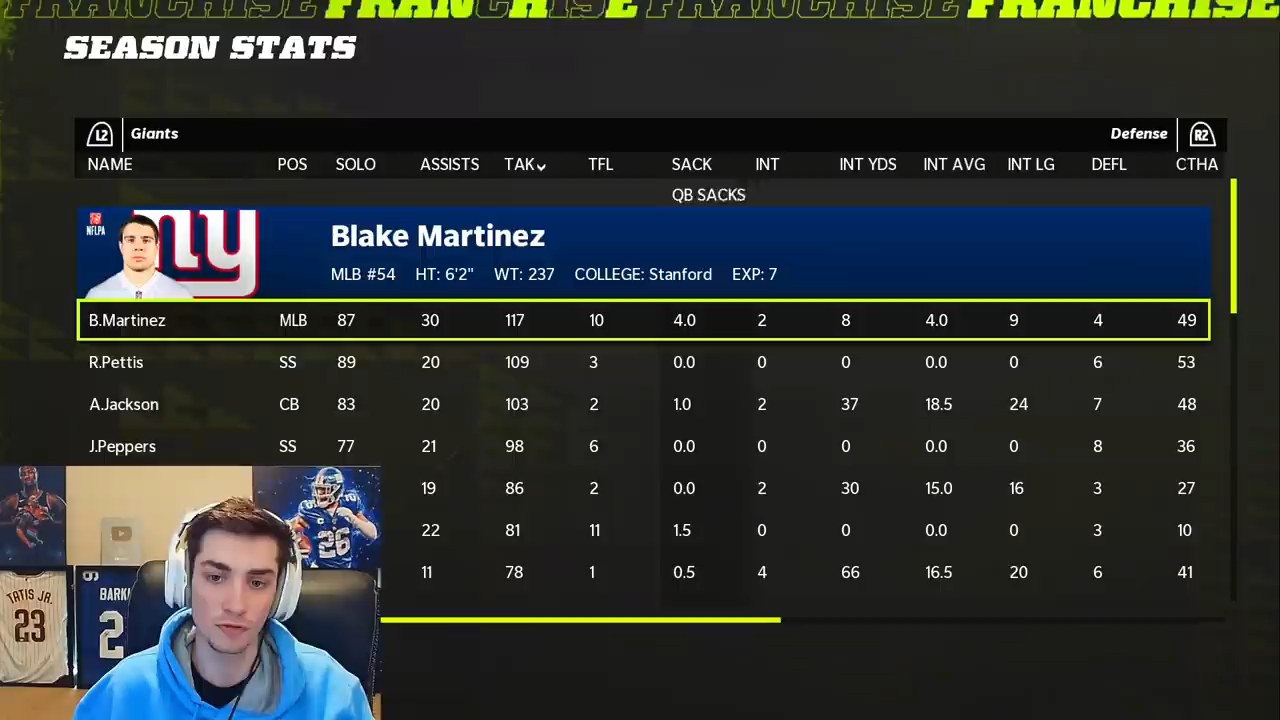 FRANCHISE FRANCHISE FRANCHISE FRANCHISE
SEASON STATS
L2 Giants Defense R2
NAME POS SOLO ASSISTS TAK TFL SACK INT INT YDS INT AVG INT LG DEFL CTHA
QB SACKS
NFLPA
ny
Blake Martinez
MLB #54 HT: 6'2" WT: 237 COLLEGE: Stanford EXP: 7
B.Martinez MLB 87 30 117 10 4.0 2 8 4.0 9 4 49
R.Pettis SS 89 20 109 3 0.0 0 0 0.0 0 6 53
A.Jackson CB 83 20 103 2 1.0 2 37 18.5 24 7 48
J.Peppers SS 77 21 98 6 0.0 0 0 0.0 0 8 36
19 86 2 0.0 2 30 15.0 16 3 27
22 81 11 1.5 0 0 0.0 0 3 10
11 78 1 0.5 4 66 16.5 20 6 41
26
TATIS JR.
23
BARK
2